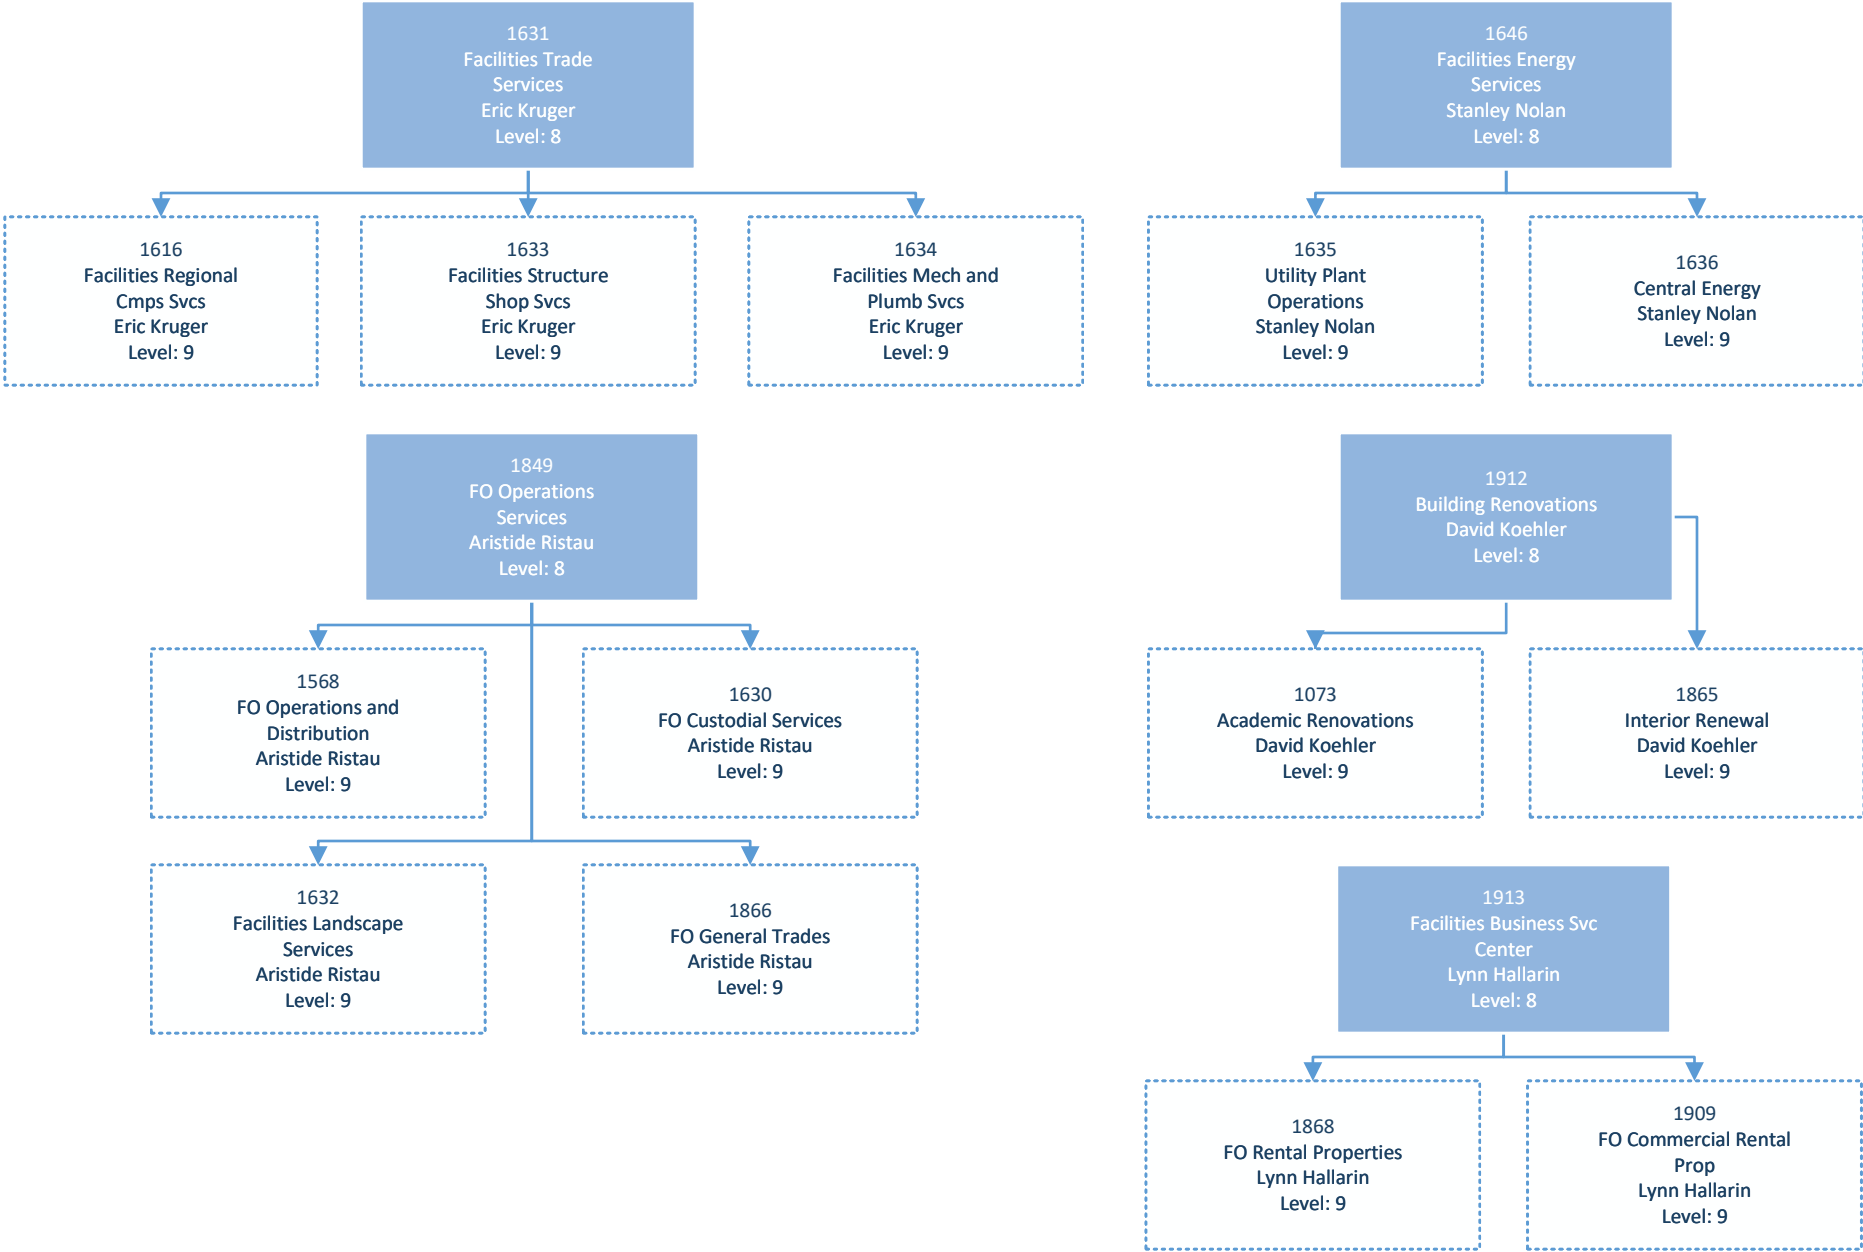 1631
Facilities Trade
Services
Eric Kruger
Level: 8
1646
Facilities Energy
Services
Stanley Nolan
Level: 8
1616
Facilities Regional
Cmps Svcs
Eric Kruger
Level: 9
1633
Facilities Structure
Shop Svcs
Eric Kruger
Level: 9
1634
Facilities Mech and
Plumb Svcs
Eric Kruger
Level: 9
1635
Utility Plant
Operations
Stanley Nolan
Level: 9
1636
Central Energy
Stanley Nolan
Level: 9
1849
FO Operations
Services
Aristide Ristau
Level: 8
1912
Building Renovations
David Koehler
Level: 8
1568
FO Operations and
Distribution
Aristide Ristau
Level: 9
1630
FO Custodial Services
Aristide Ristau
Level: 9
1073
Academic Renovations
David Koehler
Level: 9
1865
Interior Renewal
David Koehler
Level: 9
1632
Facilities Landscape
Services
Aristide Ristau
Level: 9
1866
FO General Trades
Aristide Ristau
Level: 9
1913
Facilities Business Svc
Center
Lynn Hallarin
Level: 8
1868
FO Rental Properties
Lynn Hallarin
Level: 9
1909
FO Commercial Rental
Prop
Lynn Hallarin
Level: 9